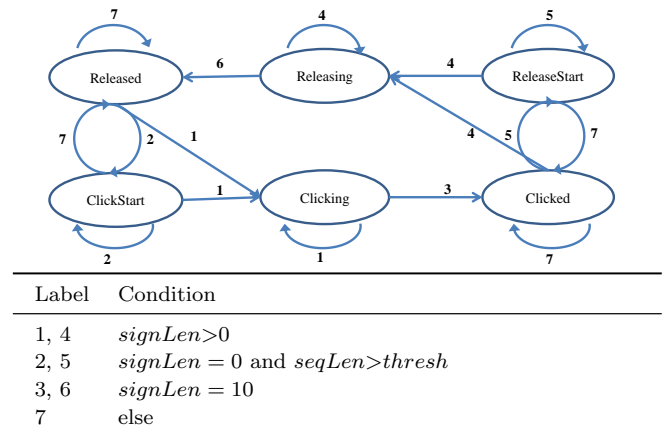 7
4
5
Released
6
Releasing
4
ReleaseStart
7
2
1
4
5
7
ClickStart
1
Clicking
3
Clicked
2
1
7
Label Condition
1, 4 signLen>0
2, 5 signLen = 0 and seqLen>thresh
3, 6 signLen = 10
7 else